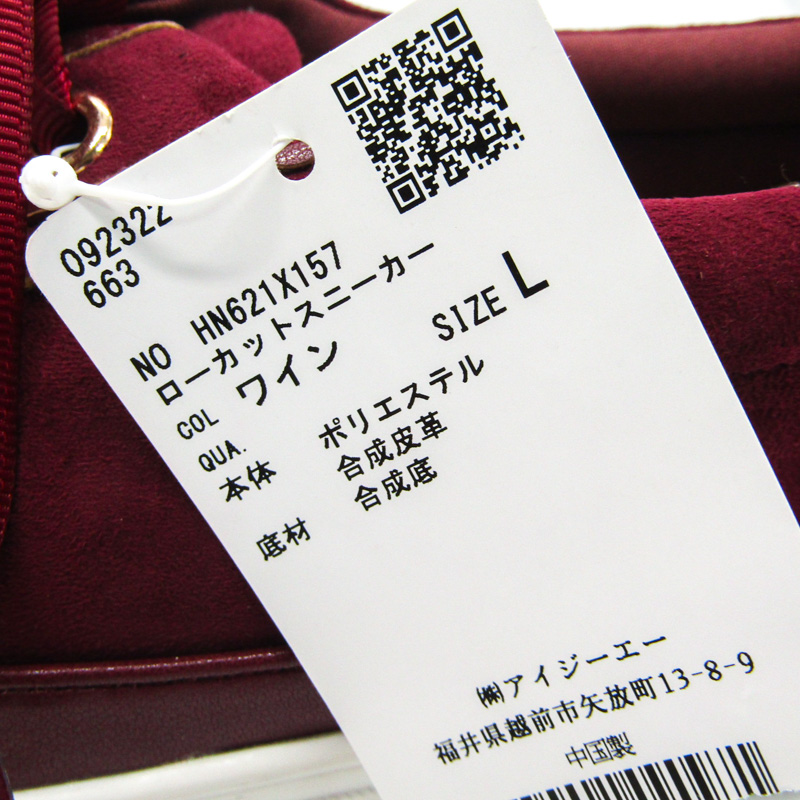 092322
663
NO HN621X157
ローカットスニーカー
COL ワイン SIZE L
QUA.
本体 ポリエステル
合成皮革
底材 合成底
㈱アイジーエー
福井県越前市矢放町13-8-9
中国製